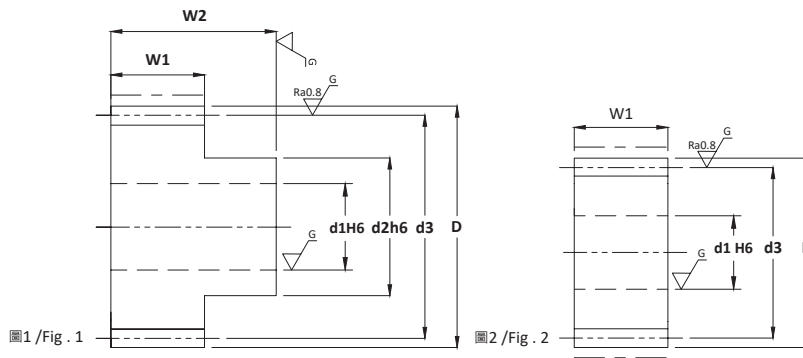 W2
W1
G
Ra0.8
G
G
d1H6
d2h6
d3
D
圖1 /Fig . 1
W1
Ra0.8
G
G
d1 H6
d3
圖2 /Fig . 2